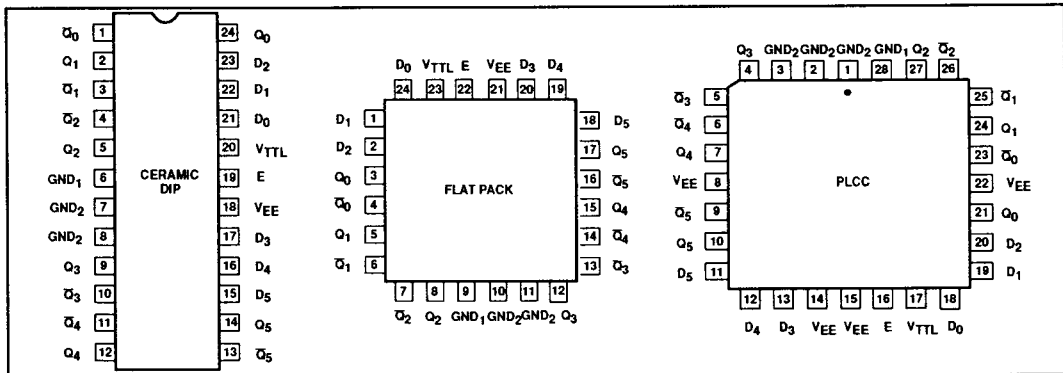 Q̅0 1 24 Q0
Q1 2 23 D2
Q̅1 3 22 D1
Q̅2 4 21 D0
Q2 5 20 VTTL
GND1 6 19 E
GND2 7 18 VEE
GND2 8 17 D3
Q3 9 16 D4
Q̅3 10 15 D5
Q̅4 11 14 Q5
Q4 12 13 Q̅5
CERAMIC
DIP
D0 VTTL E VEE D3 D4
24 23 22 21 20 19
D1 1 18 D5
D2 2 17 Q5
Q0 3 16 Q̅5
Q̅0 4 15 Q4
Q1 5 14 Q̅4
Q̅1 6 13 Q̅3
FLAT PACK
7 8 9 10 11 12
Q̅2 Q2 GND1 GND2 GND2 Q3
Q3 GND2 GND2 GND2 GND1 Q2 Q̅2
4 3 2 1 28 27 26
Q̅3 5 25 Q̅1
Q̅4 6 24 Q1
Q4 7 23 Q̅0
VEE 8 22 VEE
Q̅5 9 21 Q0
Q5 10 20 D2
D5 11 19 D1
PLCC
12 13 14 15 16 17 18
D4 D3 VEE VEE E VTTL D0